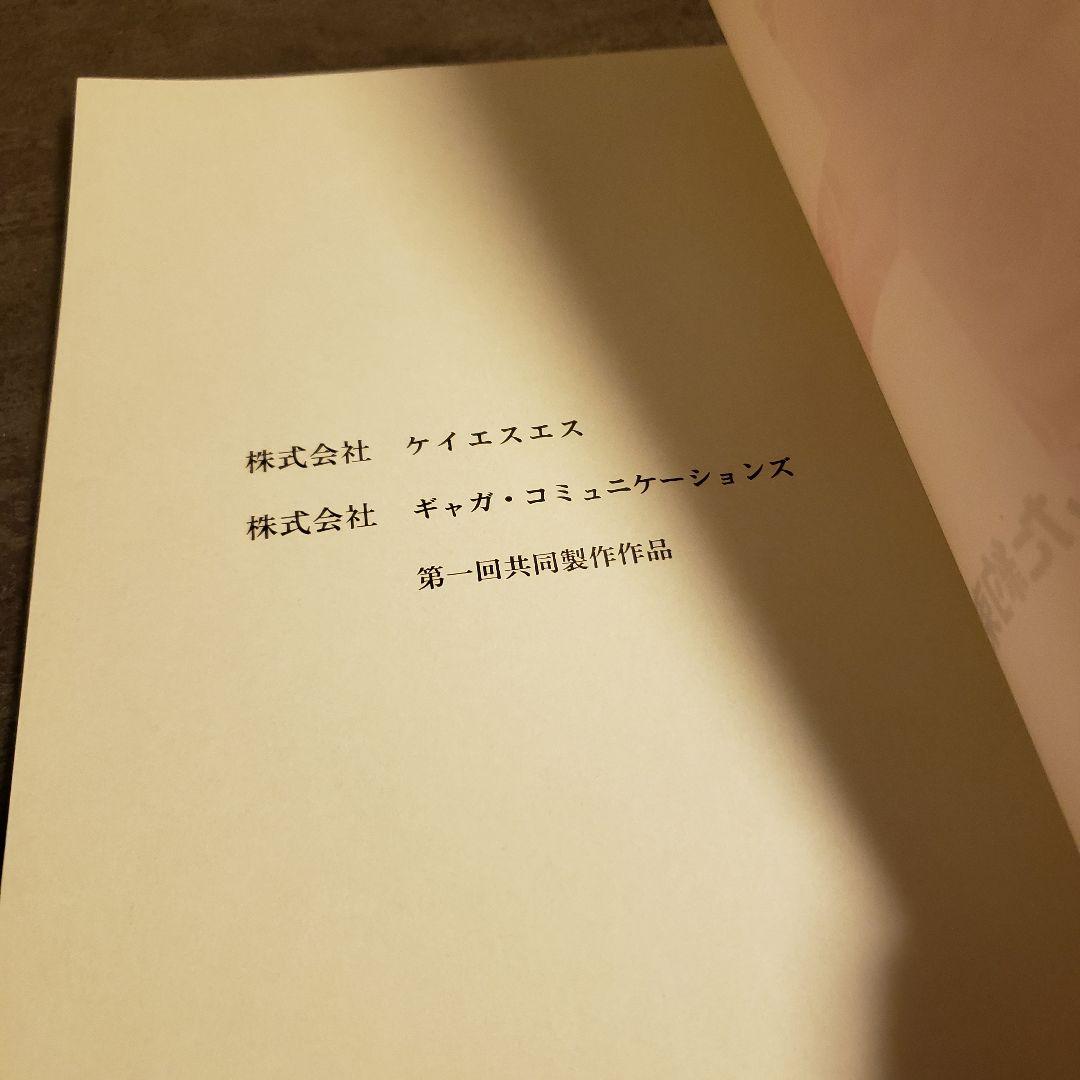 株式会社　ケイエスエス
株式会社　ギャガ・コミュニケーションズ
第一回共同製作作品